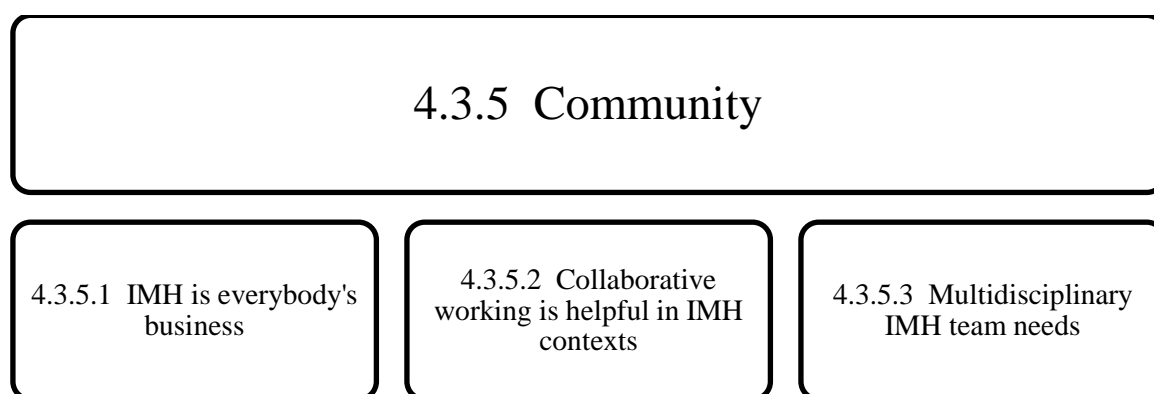 4.3.5  Community
4.3.5.1  IMH is everybody's
business
4.3.5.2  Collaborative
working is helpful in IMH
contexts
4.3.5.3  Multidisciplinary
IMH team needs